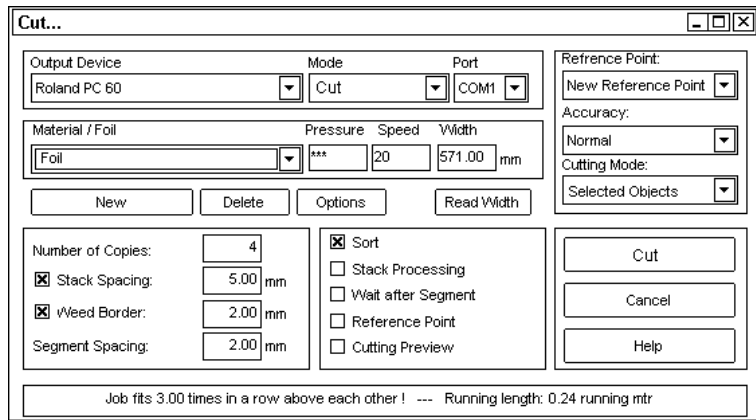 Cut...
Output Device Mode Port
Roland PC 60 Cut COM1
Material / Foil Pressure Speed Width
Foil *** 20 571.00 mm
New Delete Options Read Width
Refrence Point:
New Reference Point
Accuracy:
Normal
Cutting Mode:
Selected Objects
Number of Copies: 4
Stack Spacing: 5.00 mm
Weed Border: 2.00 mm
Segment Spacing: 2.00 mm
Sort
Stack Processing
Wait after Segment
Reference Point
Cutting Preview
Cut
Cancel
Help
Job fits 3.00 times in a row above each other ! --- Running length: 0.24 running mtr